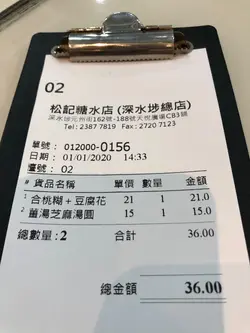 02
松記糖水店 (深水埗總店)
深水埗元州街162號-188號天悅廣場CB3舖
Tel: 2387 7819 Fax: 2720 7123
單號: 012000-0156
日期: 01/01/2020 14:33
檯號: 02
# 貨品名稱 單價 數量 金額
1 合桃糊+豆腐花 21 1 21.0
2 薑湯芝麻湯圓 15 1 15.0
總數量: 2 合計 36.00
總金額 36.00